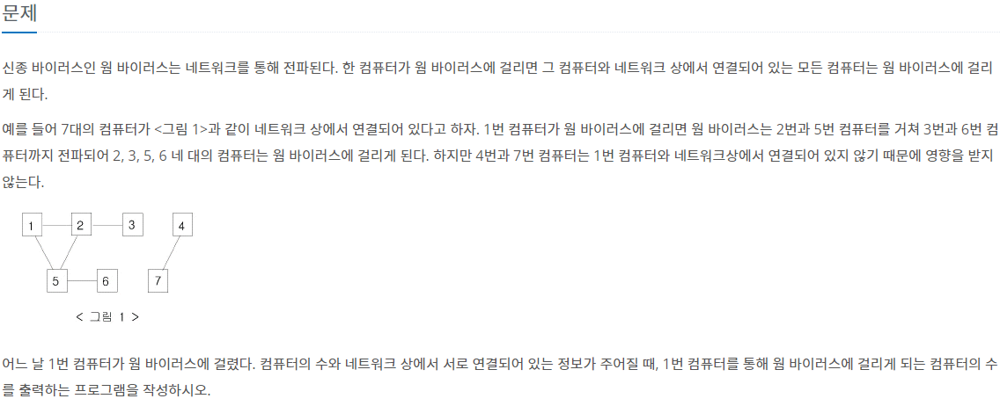 문제
신종 바이러스인 웜 바이러스는 네트워크를 통해 전파된다. 한 컴퓨터가 웜 바이러스에 걸리면 그 컴퓨터와 네트워크 상에서 연결되어 있는 모든 컴퓨터는 웜 바이러스에 걸리
게 된다.
예를 들어 7대의 컴퓨터가 <그림 1>과 같이 네트워크 상에서 연결되어 있다고 하자. 1번 컴퓨터가 웜 바이러스에 걸리면 웜 바이러스는 2번과 5번 컴퓨터를 거쳐 3번과 6번 컴
퓨터까지 전파되어 2, 3, 5, 6 네 대의 컴퓨터는 웜 바이러스에 걸리게 된다. 하지만 4번과 7번 컴퓨터는 1번 컴퓨터와 네트워크상에서 연결되어 있지 않기 때문에 영향을 받지
않는다.
1 2 3 4
5 6 7
< 그림 1 >
어느 날 1번 컴퓨터가 웜 바이러스에 걸렸다. 컴퓨터의 수와 네트워크 상에서 서로 연결되어 있는 정보가 주어질 때, 1번 컴퓨터를 통해 웜 바이러스에 걸리게 되는 컴퓨터의 수
를 출력하는 프로그램을 작성하시오.